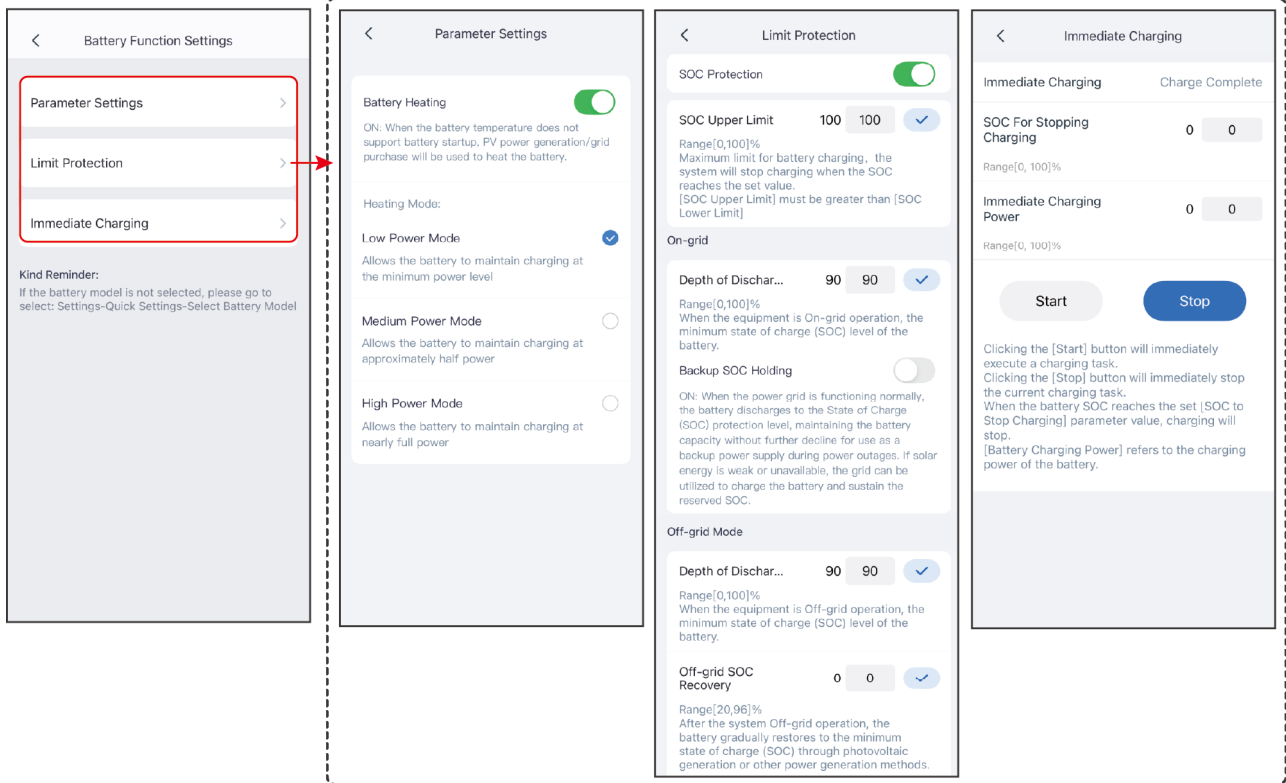 Battery Function Settings
Parameter Settings
Limit Protection
Immediate Charging
Kind Reminder:
If the battery model is not selected, please go to
select: Settings-Quick Settings-Select Battery Model
Parameter Settings
Battery Heating
ON: When the battery temperature does not
support battery startup, PV power generation/grid
purchase will be used to heat the battery.
Heating Mode:
Low Power Mode
Allows the battery to maintain charging at
the minimum power level
Medium Power Mode
Allows the battery to maintain charging at
approximately half power
High Power Mode
Allows the battery to maintain charging at
nearly full power
Limit Protection
SOC Protection
SOC Upper Limit 100 100
Range[0,100]%
Maximum limit for battery charging, the
system will stop charging when the SOC
reaches the set value.
[SOC Upper Limit] must be greater than [SOC
Lower Limit]
On-grid
Depth of Dischar... 90 90
Range[0,100]%
When the equipment is On-grid operation, the
minimum state of charge (SOC) level of the
battery.
Backup SOC Holding
ON: When the power grid is functioning normally,
the battery discharges to the State of Charge
(SOC) protection level, maintaining the battery
capacity without further decline for use as a
backup power supply during power outages. If solar
energy is weak or unavailable, the grid can be
utilized to charge the battery and sustain the
reserved SOC.
Off-grid Mode
Depth of Dischar... 90 90
Range[0,100]%
When the equipment is Off-grid operation, the
minimum state of charge (SOC) level of the
battery.
Off-grid SOC
Recovery 0 0
Range[20,96]%
After the system Off-grid operation, the
battery gradually restores to the minimum
state of charge (SOC) through photovoltaic
generation or other power generation methods.
Immediate Charging
Immediate Charging Charge Complete
SOC For Stopping
Charging 0 0
Range[0, 100]%
Immediate Charging
Power 0 0
Range[0, 100]%
Start Stop
Clicking the [Start] button will immediately
execute a charging task.
Clicking the [Stop] button will immediately stop
the current charging task.
When the battery SOC reaches the set [SOC to
Stop Charging] parameter value, charging will
stop.
[Battery Charging Power] refers to the charging
power of the battery.